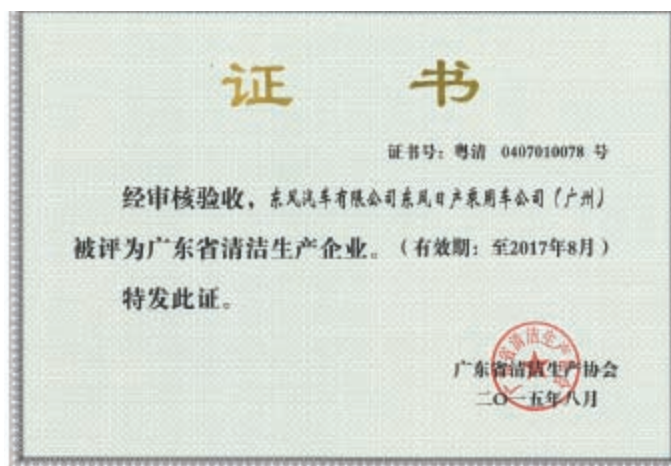 证 书
证书号：粤清 0407010078 号
经审核验收，东风汽车有限公司东风日产乘用车公司（广州）
被评为广东省清洁生产企业。（有效期：至2017年8月）
特发此证。
广东省清洁生产协会
二〇一五年八月